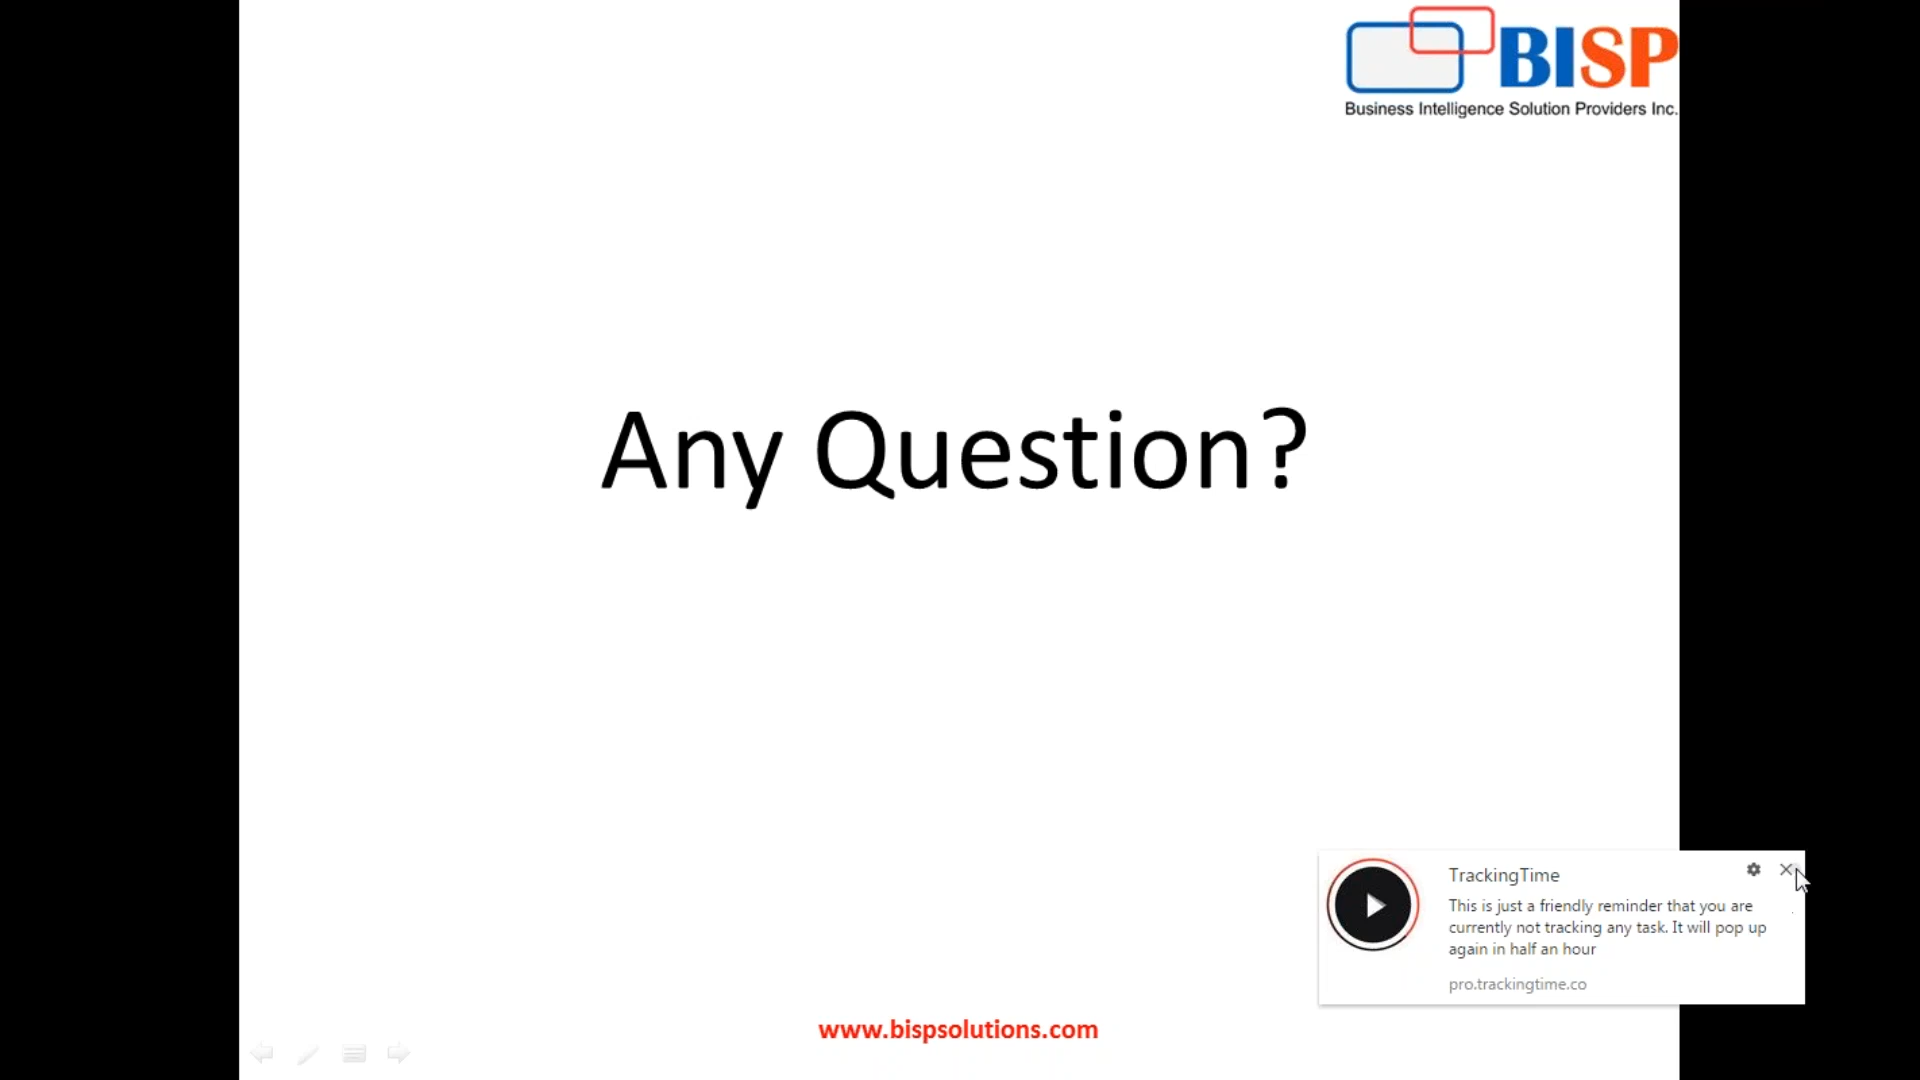 BISP
Business Intelligence Solution Providers Inc.
Any Question?
TrackingTime
This is just a friendly reminder that you are
currently not tracking any task. It will pop up
again in half an hour
pro.trackingtime.co
www.bispsolutions.com